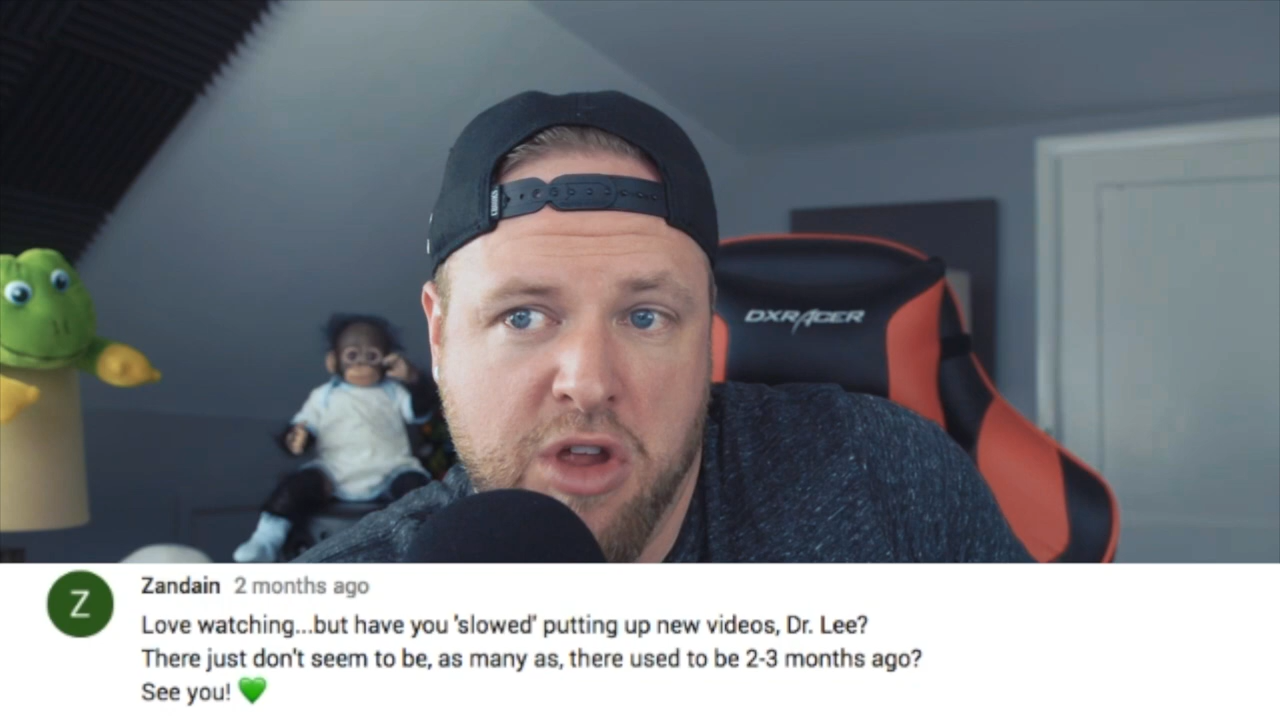 DXRACER
Zandain 2 months ago
Z
Love watching...but have you 'slowed' putting up new videos, Dr. Lee?
There just don't seem to be, as many as, there used to be 2-3 months ago?
See you! 💚